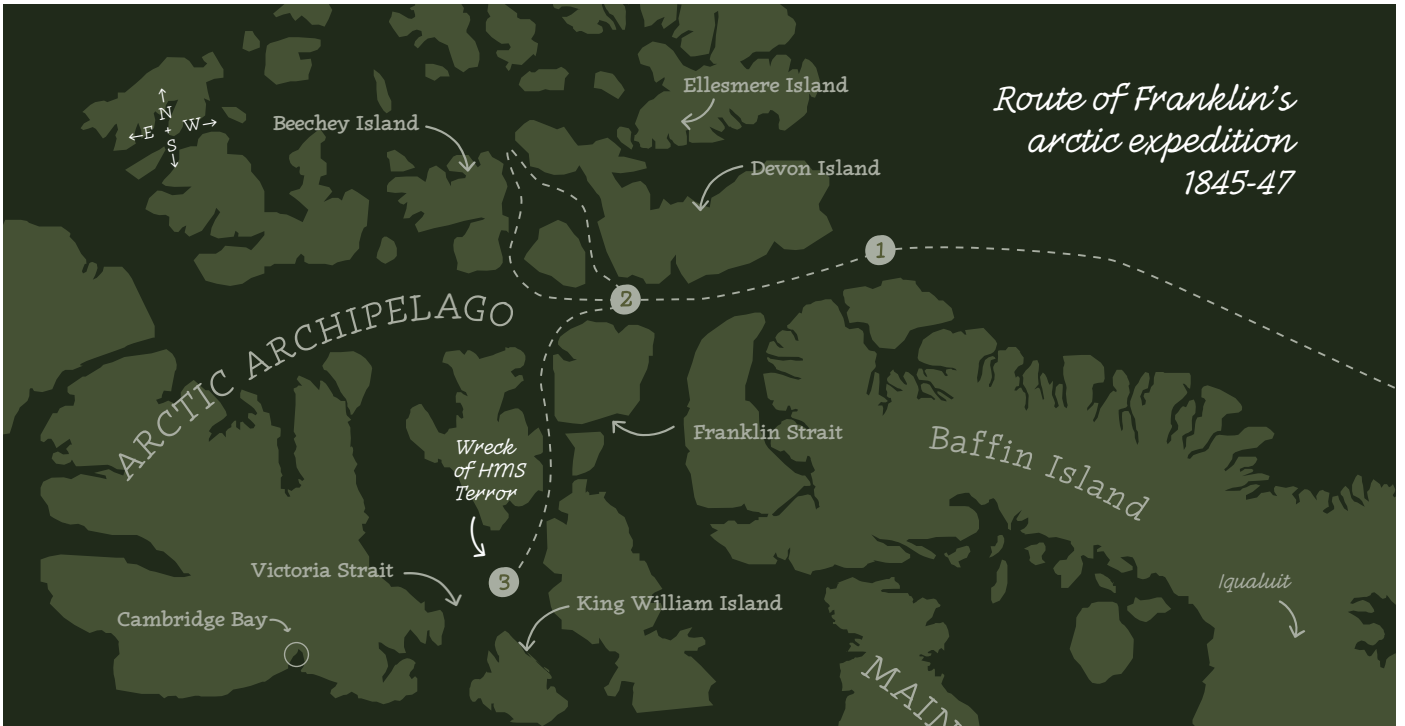 Route of Franklin's
arctic expedition
1845-47
Ellesmere Island
Beechey Island
N
E W
S
Devon Island
1
2
ARCTIC ARCHIPELAGO
Franklin Strait
Baffin Island
Wreck
of HMS
Terror
Victoria Strait
3
Iqualuit
King William Island
Cambridge Bay
MAIN